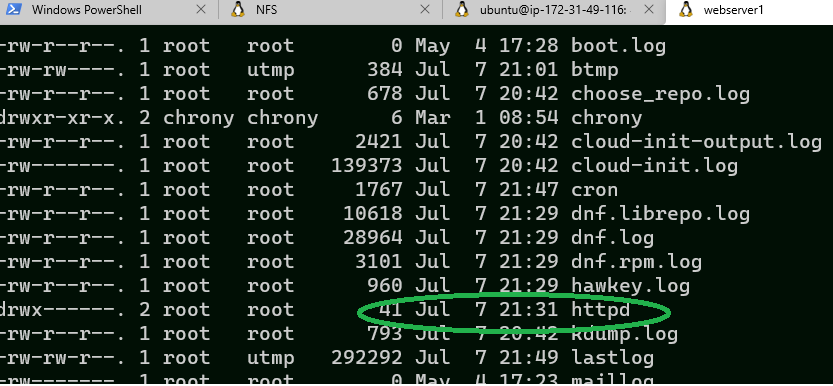 Windows PowerShell NFS ubuntu@ip-172-31-49-116: webserver1
-rw-r--r--. 1 root root 0 May 4 17:28 boot.log
-rw-rw----. 1 root utmp 384 Jul 7 21:01 btmp
-rw-r--r--. 1 root root 678 Jul 7 20:42 choose_repo.log
drwxr-xr-x. 2 chrony chrony 6 Mar 1 08:54 chrony
-rw-r-----. 1 root root 2421 Jul 7 20:42 cloud-init-output.log
-rw-------. 1 root root 139373 Jul 7 20:42 cloud-init.log
-rw-r--r--. 1 root root 1767 Jul 7 21:47 cron
-rw-r--r--. 1 root root 10618 Jul 7 21:29 dnf.librepo.log
-rw-r--r--. 1 root root 28964 Jul 7 21:29 dnf.log
-rw-r--r--. 1 root root 3101 Jul 7 21:29 dnf.rpm.log
-rw-r--r--. 1 root root 960 Jul 7 21:29 hawkey.log
drwx------. 2 root root 41 Jul 7 21:31 httpd
-rw-r--r--. 1 root root 793 Jul 7 20:42 kdump.log
-rw-rw-r--. 1 root utmp 292292 Jul 7 21:49 lastlog
-rw-------. 1 root root 0 May 4 17:23 maillog